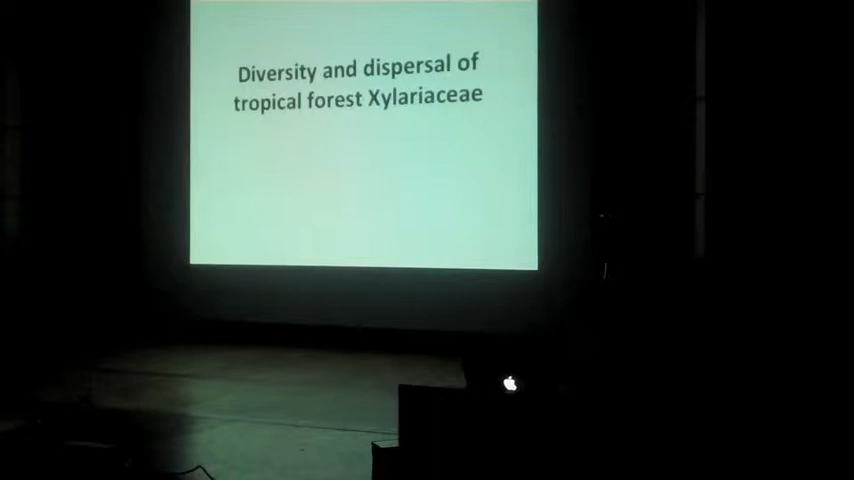 Diversity and dispersal of
tropical forest Xylariaceae